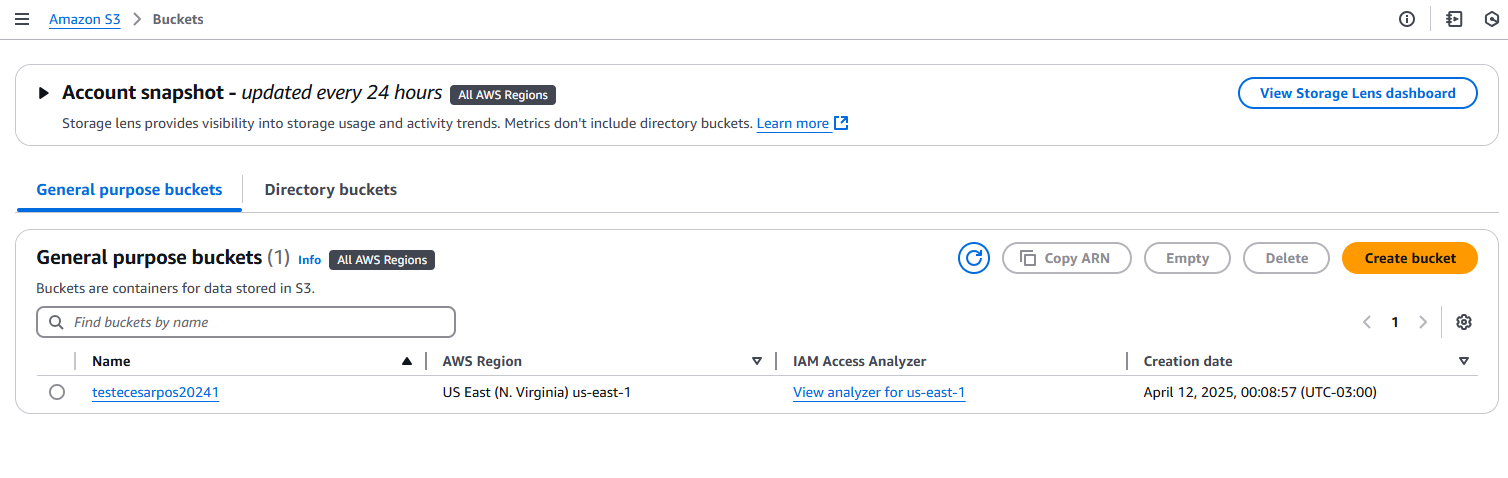 Amazon S3 > Buckets
Account snapshot - updated every 24 hours All AWS Regions View Storage Lens dashboard
Storage lens provides visibility into storage usage and activity trends. Metrics don't include directory buckets. Learn more
General purpose buckets Directory buckets
General purpose buckets (1) Info All AWS Regions Copy ARN Empty Delete Create bucket
Buckets are containers for data stored in S3.
Find buckets by name 1
Name AWS Region IAM Access Analyzer Creation date
testecesarpos20241 US East (N. Virginia) us-east-1 View analyzer for us-east-1 April 12, 2025, 00:08:57 (UTC-03:00)